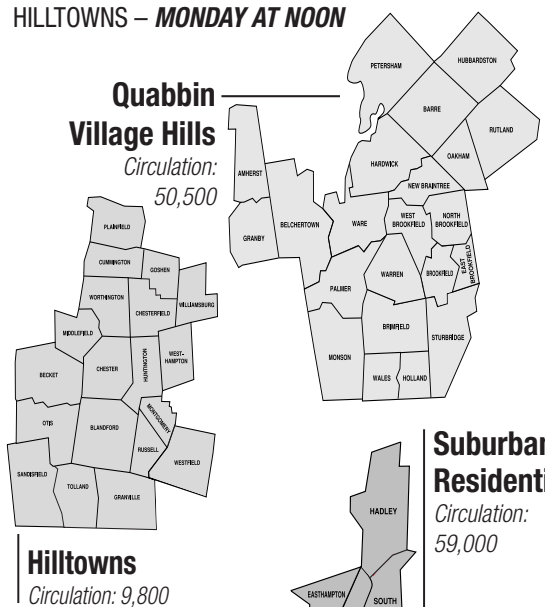 HILLTOWNS – MONDAY AT NOON
Quabbin
Village Hills
Circulation:
50,500
PETERSHAM
HUBBARDSTON
BARRE
RUTLAND
HARDWICK
OAKHAM
NEW BRAINTREE
AMHERST
BELCHERTOWN
GRANBY
WARE
WEST
BROOKFIELD
NORTH
BROOKFIELD
EAST
BROOKFIELD
BROOKFIELD
WARREN
PALMER
BRIMFIELD
STURBRIDGE
MONSON
WALES
HOLLAND
PLAINFIELD
CUMMINGTON
GOSHEN
WORTHINGTON
WILLIAMSBURG
CHESTERFIELD
MIDDLEFIELD
WEST-
HAMPTON
HUNTINGTON
CHESTER
BECKET
MONTGOMERY
OTIS
BLANDFORD
RUSSELL
WESTFIELD
SANDISFIELD
TOLLAND
GRANVILLE
Hilltowns
Circulation: 9,800
Suburban
Residenti
Circulation:
59,000
HADLEY
EASTHAMPTON
SOUTH